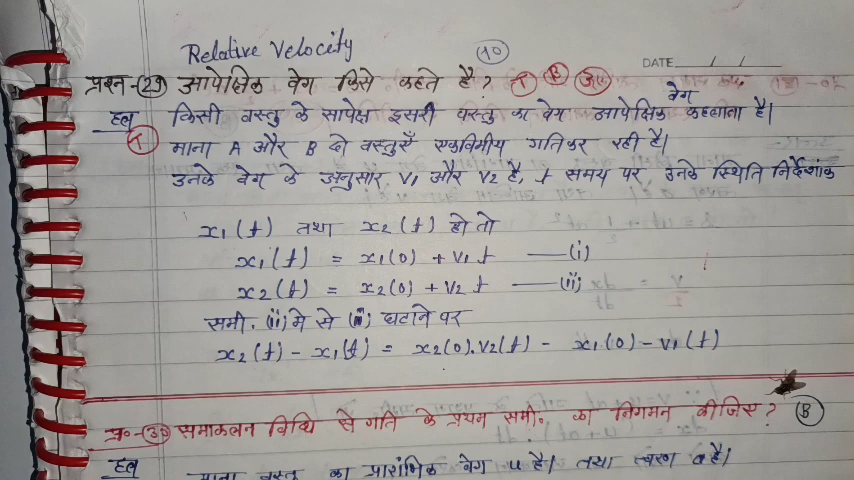 Relative Velocity
(10)
DATE / /
प्रश्न-(29) आपेक्षिक वेग किसे कहते है? (T) (B)
हल किसी वस्तु के सापेक्ष दूसरी वस्तु का वेग आपेक्षिक वेग कहलाता है।
(T) माना A और B दो वस्तुएँ एकविमीय गतिकर रही है।
उनके वेग के अनुसार, V1 और V2 है, t समय पर उनके स्थिति निर्देशांक
x1(t) तथा x2(t) हो तो
x1(t) = x1(0) + V1 t —(i)
x2(t) = x2(0) + V2 t —(ii)
समी. (ii) मे से (i) घटाने पर
x2(t) - x1(t) = x2(0).V2(t) - x1(0) - V1(t)
प्र०-(30) समाकलन विधि से गति के प्रथम समी. का निगमन कीजिए? (B)
हल माना वस्तु का प्रारंभिक वेग u है। तथा त्वरण a है।